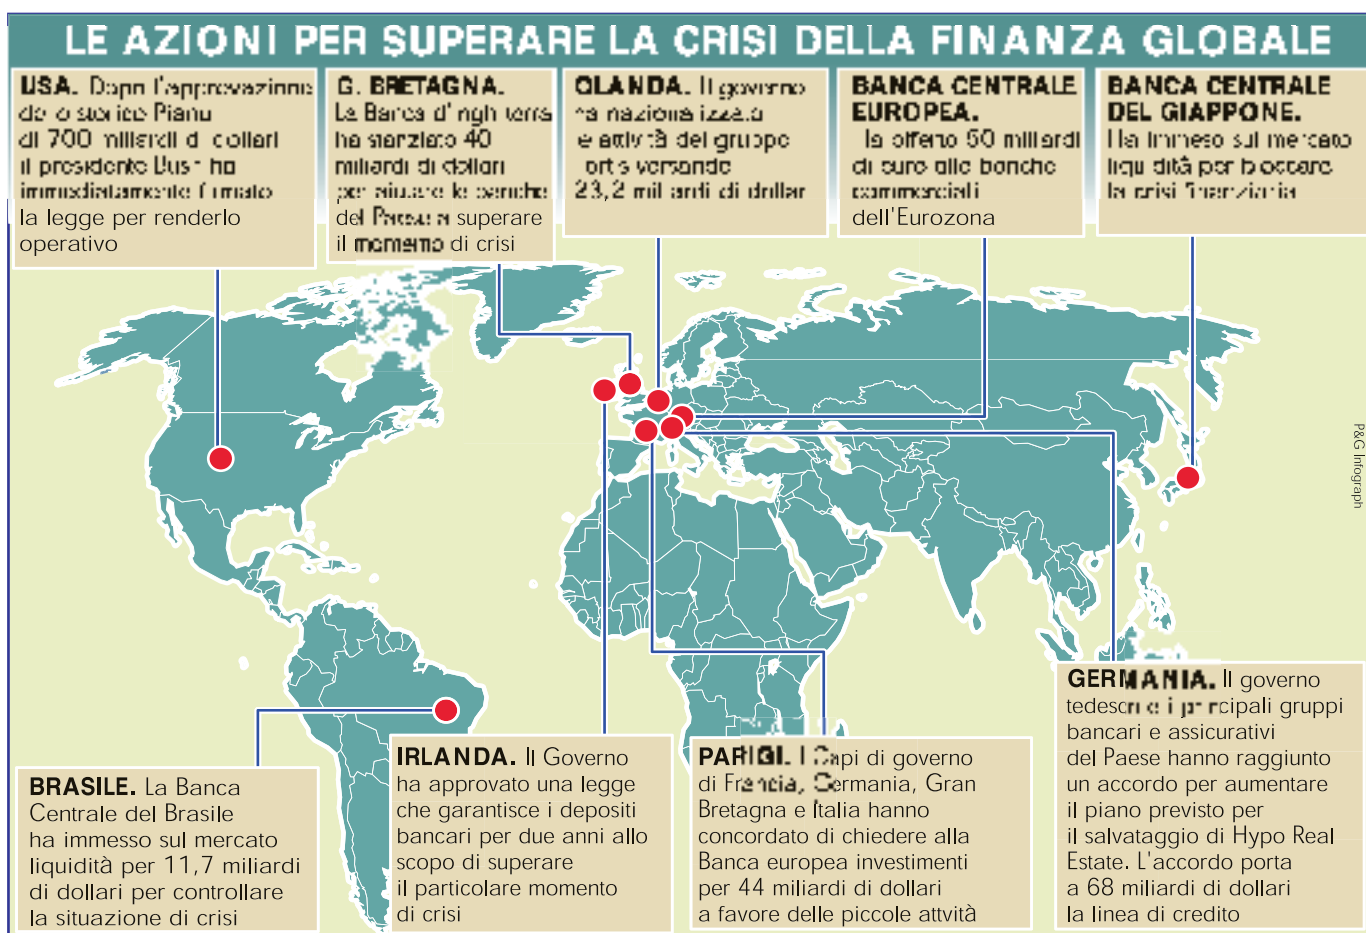 LE AZIONI PER SUPERARE LA CRISI DELLA FINANZA GLOBALE
USA. Dopo l'approvazione
dello storico Piano
di 700 miliardi di dollari
il presidente Bush ha
immediatamente firmato
la legge per renderlo
operativo
G. BRETAGNA.
La Banca d'Inghilterra
ha stanziato 40
miliardi di dollari
per aiutare le banche
del Paese a superare
il momento di crisi
OLANDA. Il governo
ha nazionalizzato
le attività del gruppo
Fortis versando
23,2 miliardi di dollari
BANCA CENTRALE
EUROPEA.
Ha offerto 50 miliardi
di euro alle banche
commerciali
dell'Eurozona
BANCA CENTRALE
DEL GIAPPONE.
Ha immesso sul mercato
liquidità per bloccare
la crisi finanziaria
P&G Infograph
BRASILE. La Banca
Centrale del Brasile
ha immesso sul mercato
liquidità per 11,7 miliardi
di dollari per controllare
la situazione di crisi
IRLANDA. Il Governo
ha approvato una legge
che garantisce i depositi
bancari per due anni allo
scopo di superare
il particolare momento
di crisi
PARIGI. I Capi di governo
di Francia, Germania, Gran
Bretagna e Italia hanno
concordato di chiedere alla
Banca europea investimenti
per 44 miliardi di dollari
a favore delle piccole attvità
GERMANIA. Il governo
tedesco e i principali gruppi
bancari e assicurativi
del Paese hanno raggiunto
un accordo per aumentare
il piano previsto per
il salvataggio di Hypo Real
Estate. L'accordo porta
a 68 miliardi di dollari
la linea di credito